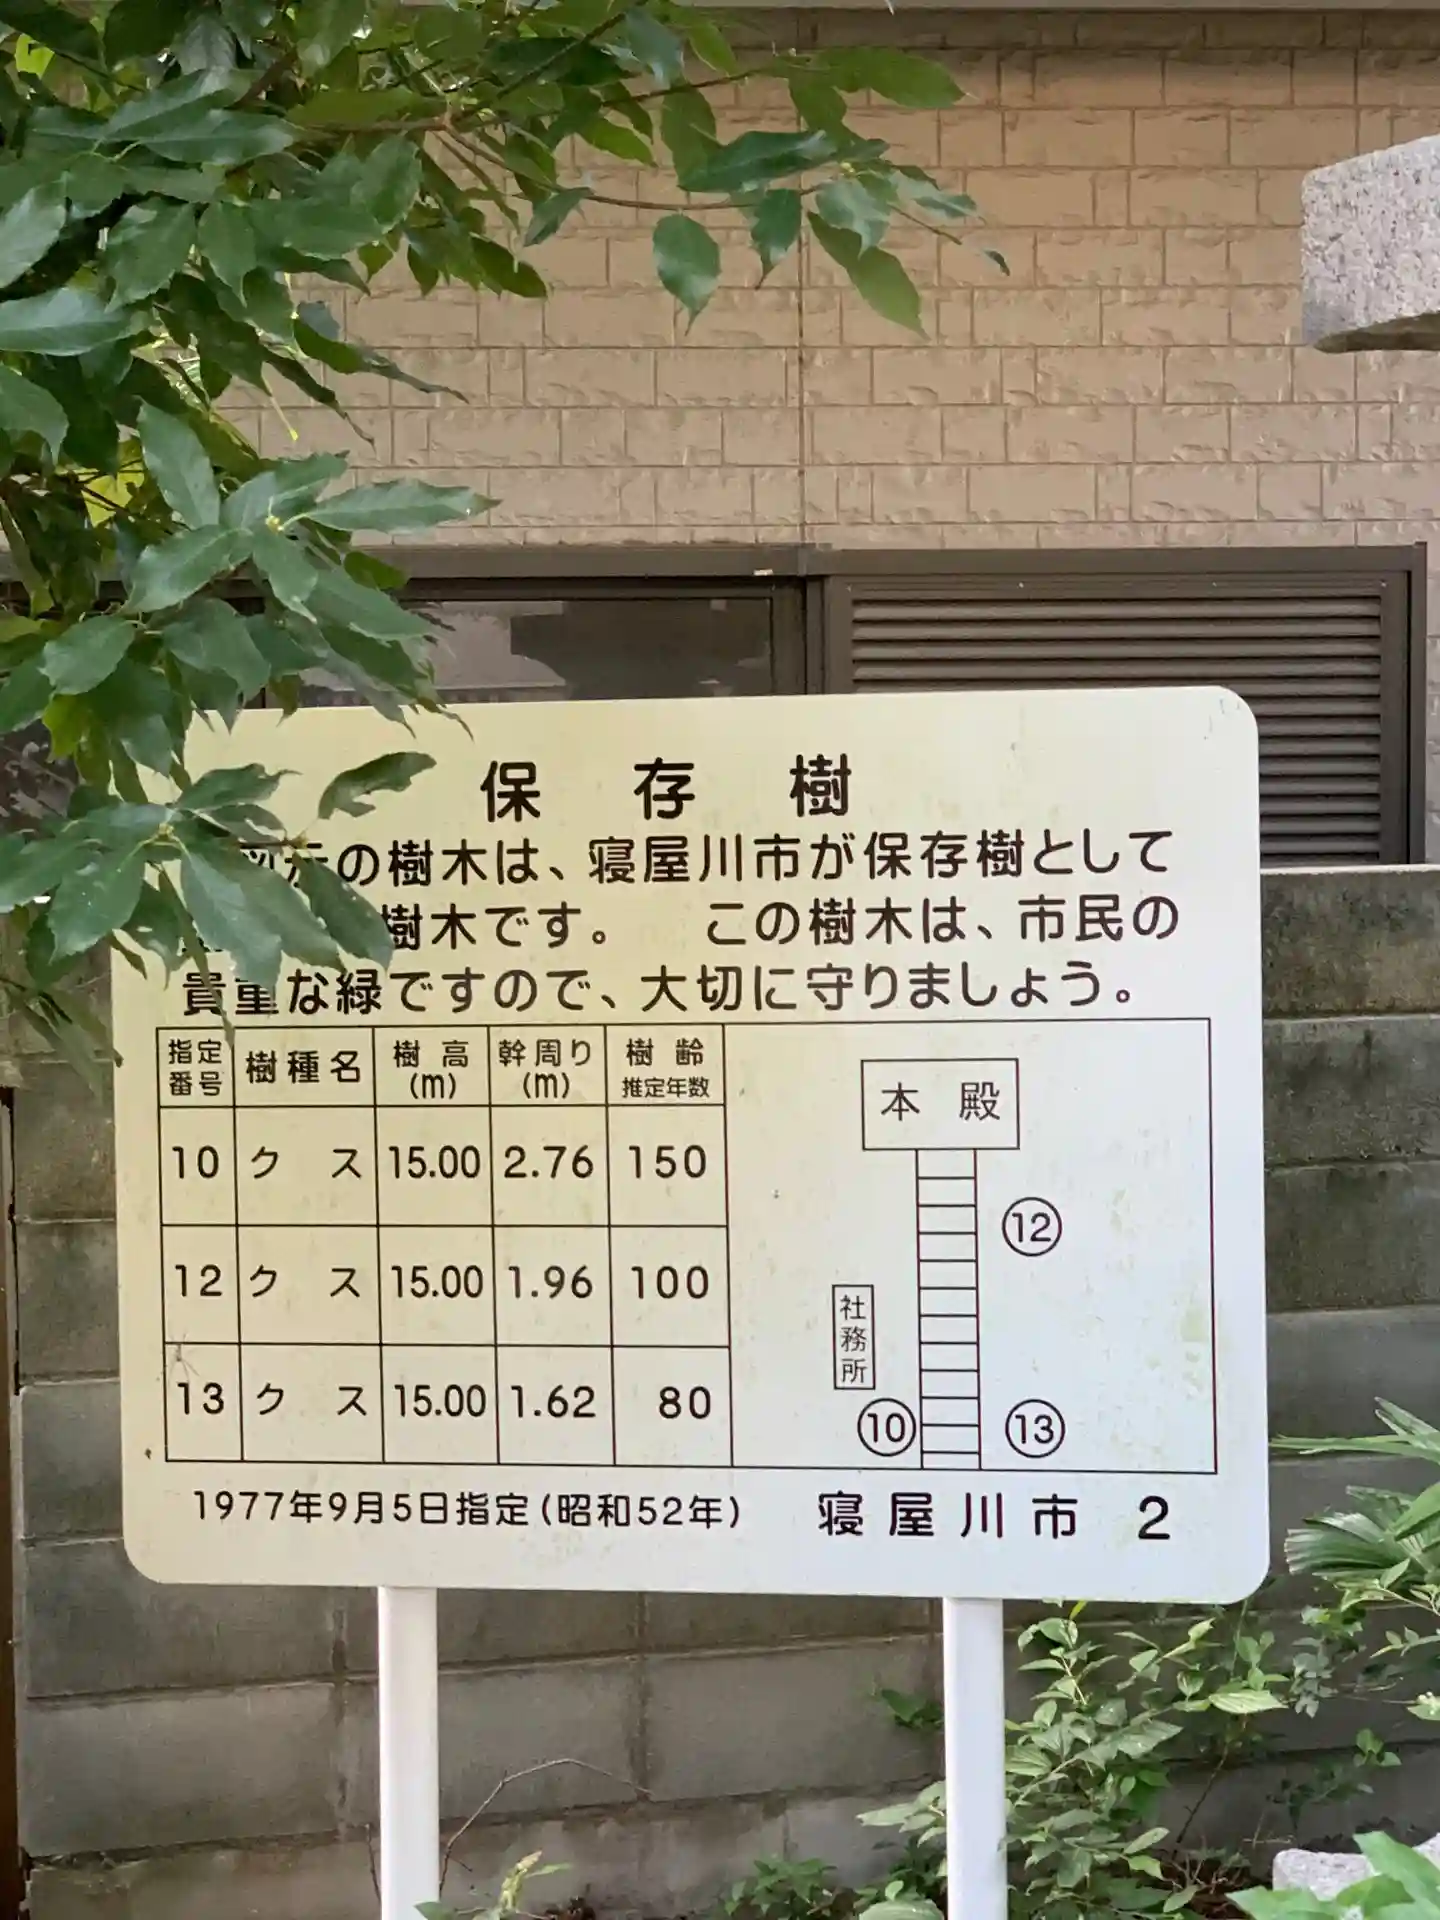 保存樹
の樹木は、寝屋川市が保存樹として
樹木です。 この樹木は、市民の
貴重な緑ですので、大切に守りましょう。
指定番号 樹種名 樹高(m) 幹周り(m) 樹齢推定年数
10 クス 15.00 2.76 150
12 クス 15.00 1.96 100
13 クス 15.00 1.62 80
本殿
⑫
社務所
⑩ ⑬
1977年9月5日指定(昭和52年) 寝屋川市 2